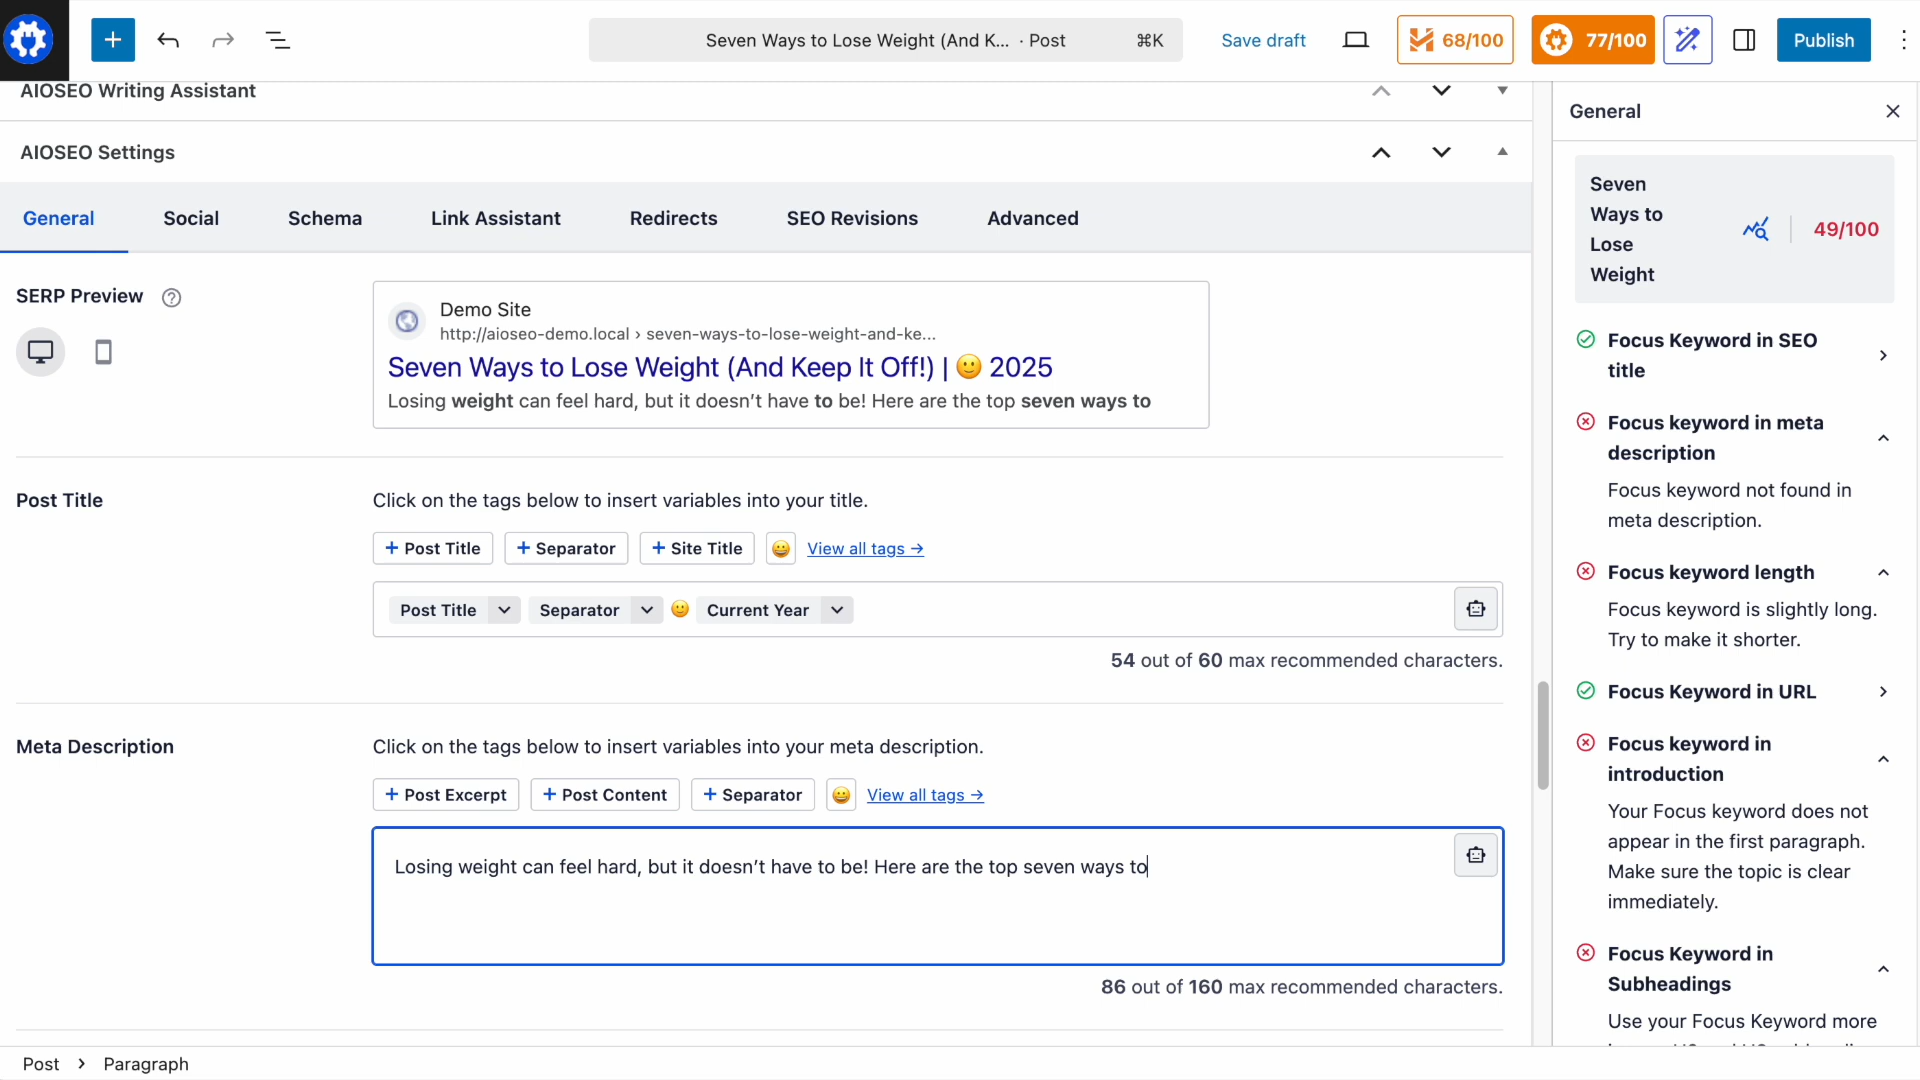 Seven Ways to Lose Weight (And K... · Post
⌘K
Save draft
68/100
77/100
Publish
AIOSEO Writing Assistant
AIOSEO Settings
General
Social
Schema
Link Assistant
Redirects
SEO Revisions
Advanced
SERP Preview
Demo Site
http://aioseo-demo.local › seven-ways-to-lose-weight-and-ke...
Seven Ways to Lose Weight (And Keep It Off!) | 🙂 2025
Losing weight can feel hard, but it doesn’t have to be! Here are the top seven ways to
Post Title
Click on the tags below to insert variables into your title.
+ Post Title
+ Separator
+ Site Title
😀
View all tags →
Post Title
Separator
🙂
Current Year
54 out of 60 max recommended characters.
Meta Description
Click on the tags below to insert variables into your meta description.
+ Post Excerpt
+ Post Content
+ Separator
😀
View all tags →
Losing weight can feel hard, but it doesn’t have to be! Here are the top seven ways to
86 out of 160 max recommended characters.
Post
Paragraph
General
Seven
Ways to
Lose
Weight
49/100
Focus Keyword in SEO
title
Focus keyword in meta
description
Focus keyword not found in
meta description.
Focus keyword length
Focus keyword is slightly long.
Try to make it shorter.
Focus Keyword in URL
Focus keyword in
introduction
Your Focus keyword does not
appear in the first paragraph.
Make sure the topic is clear
immediately.
Focus Keyword in
Subheadings
Use your Focus Keyword more